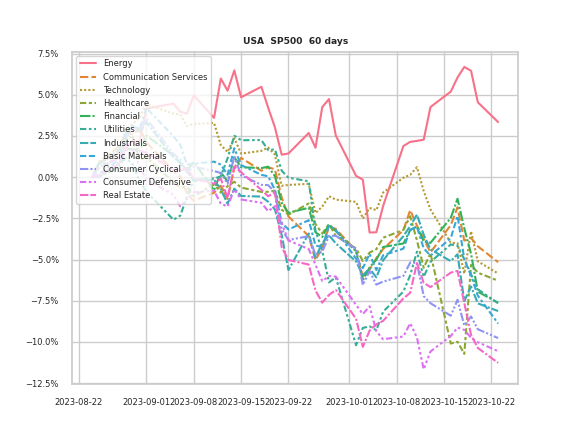 USA  SP500  60 days
7.5%
5.0%
2.5%
0.0%
−2.5%
−5.0%
−7.5%
−10.0%
−12.5%
Energy
Communication Services
Technology
Healthcare
Financial
Utilities
Industrials
Basic Materials
Consumer Cyclical
Consumer Defensive
Real Estate
2023-08-22 2023-09-01 2023-09-08 2023-09-15 2023-09-22 2023-10-01 2023-10-08 2023-10-15 2023-10-22